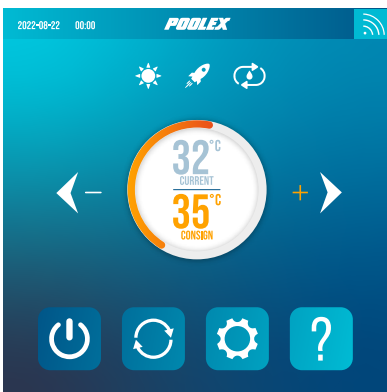 2022-08-22 00:00 POOLEX
32°C
CURRENT
35°C
CONSIGN
− +
?